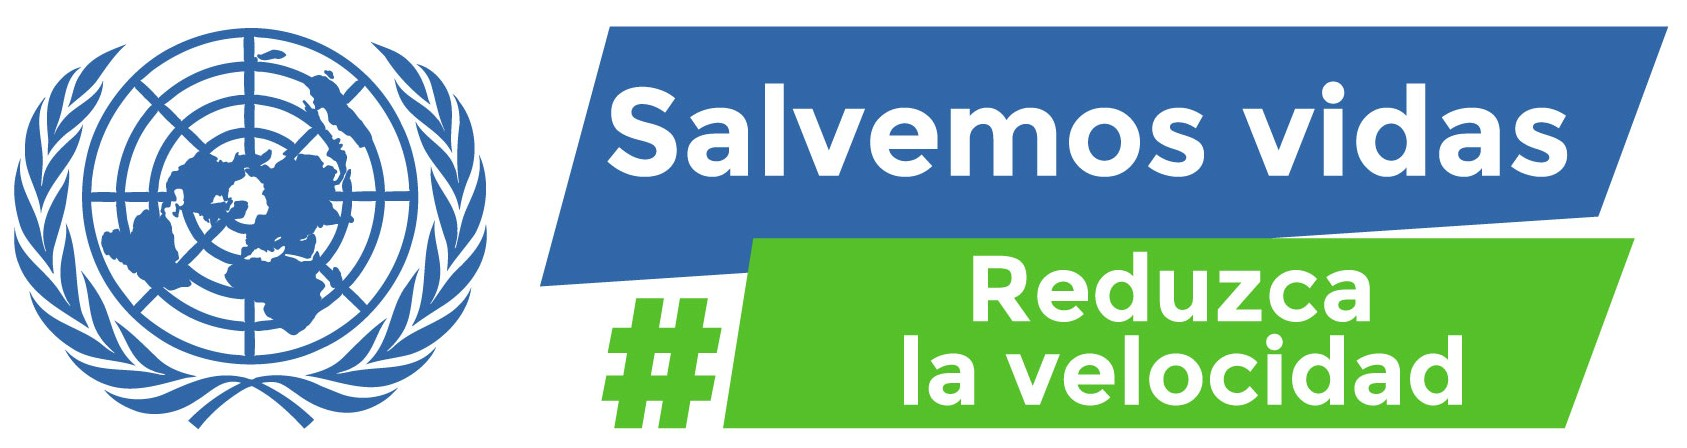 Salvemos vidas
# Reduzca
la velocidad